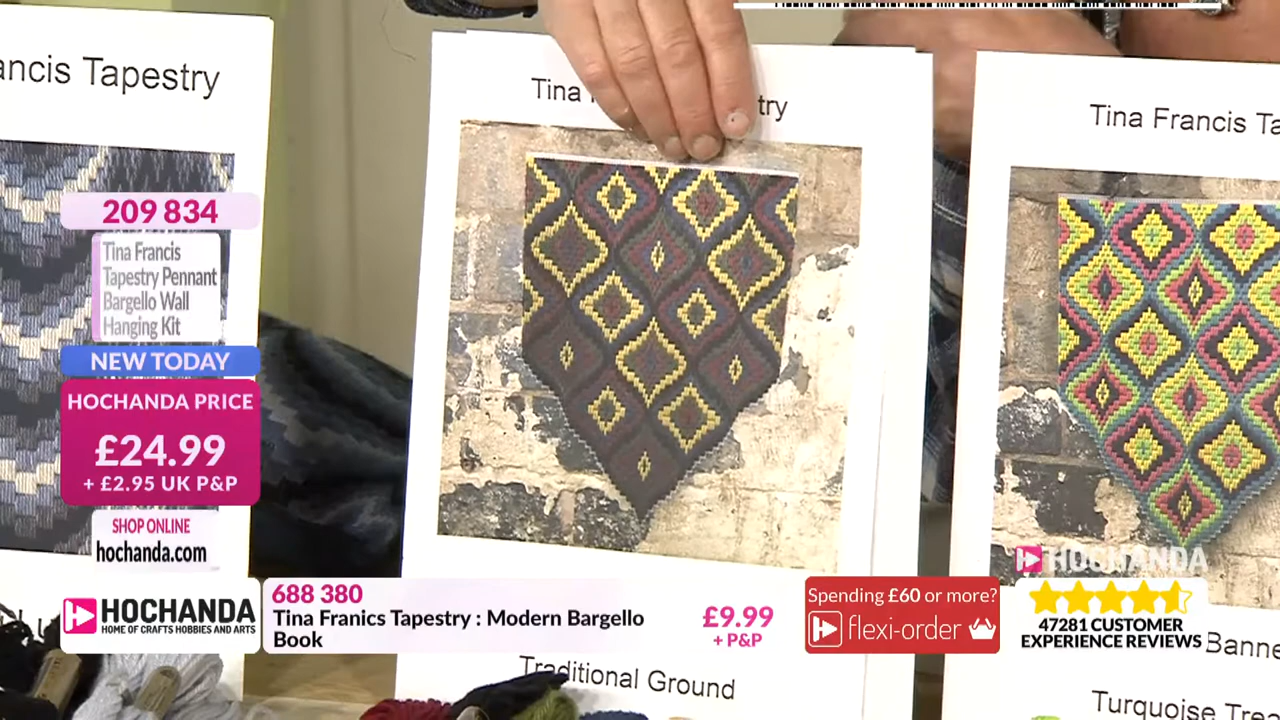 ancis Tapestry
Tina
try
Tina Francis Ta
209 834
Tina Francis
Tapestry Pennant
Bargello Wall
Hanging Kit
NEW TODAY
HOCHANDA PRICE
£24.99
+ £2.95 UK P&P
SHOP ONLINE
hochanda.com
HOCHANDA
HOME OF CRAFTS HOBBIES AND ARTS
688 380
Tina Franics Tapestry : Modern Bargello
Book
£9.99
+ P&P
Spending £60 or more?
flexi-order
HOCHANDA
47281 CUSTOMER
EXPERIENCE REVIEWS
Traditional Ground
Banne
Turquoise Tre